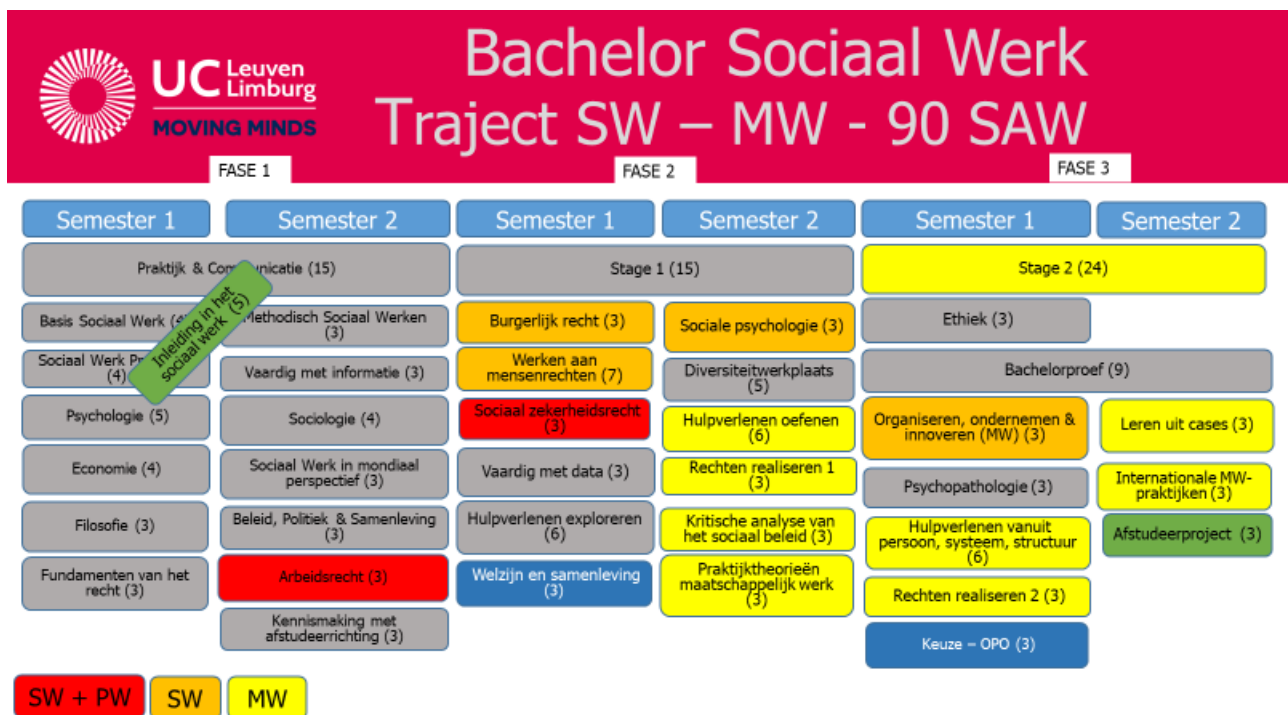 UC Leuven
Limburg
MOVING MINDS
Bachelor Sociaal Werk
Traject SW – MW - 90 SAW
FASE 1
FASE 2
FASE 3
Semester 1
Semester 2
Semester 1
Semester 2
Semester 1
Semester 2
Praktijk & Communicatie (15)
Stage 1 (15)
Stage 2 (24)
Inleiding in het
sociaal werk (5)
Basis Sociaal Werk (4)
Sociaal Werk
(4)
Psychologie (5)
Economie (4)
Filosofie (3)
Fundamenten van het
recht (3)
Methodisch Sociaal Werken
(3)
Vaardig met informatie (3)
Sociologie (4)
Sociaal Werk in mondiaal
perspectief (3)
Beleid, Politiek & Samenleving
(3)
Arbeidsrecht (3)
Kennismaking met
afstudeerrichting (3)
Burgerlijk recht (3)
Werken aan
mensenrechten (7)
Sociaal zekerheidsrecht
(3)
Vaardig met data (3)
Hulpverlenen exploreren
(6)
Welzijn en samenleving
(3)
Sociale psychologie (3)
Diversiteitwerkplaats
(5)
Hulpverlenen oefenen
(6)
Rechten realiseren 1
(3)
Kritische analyse van
het sociaal beleid (3)
Praktijktheorieën
maatschappelijk werk
(3)
Ethiek (3)
Bachelorproef (9)
Organiseren, ondernemen &
innoveren (MW) (3)
Psychopathologie (3)
Hulpverlenen vanuit
persoon, systeem, structuur
(6)
Rechten realiseren 2 (3)
Keuze – OPO (3)
Leren uit cases (3)
Internationale MW-
praktijken (3)
Afstudeerproject (3)
SW + PW
SW
MW